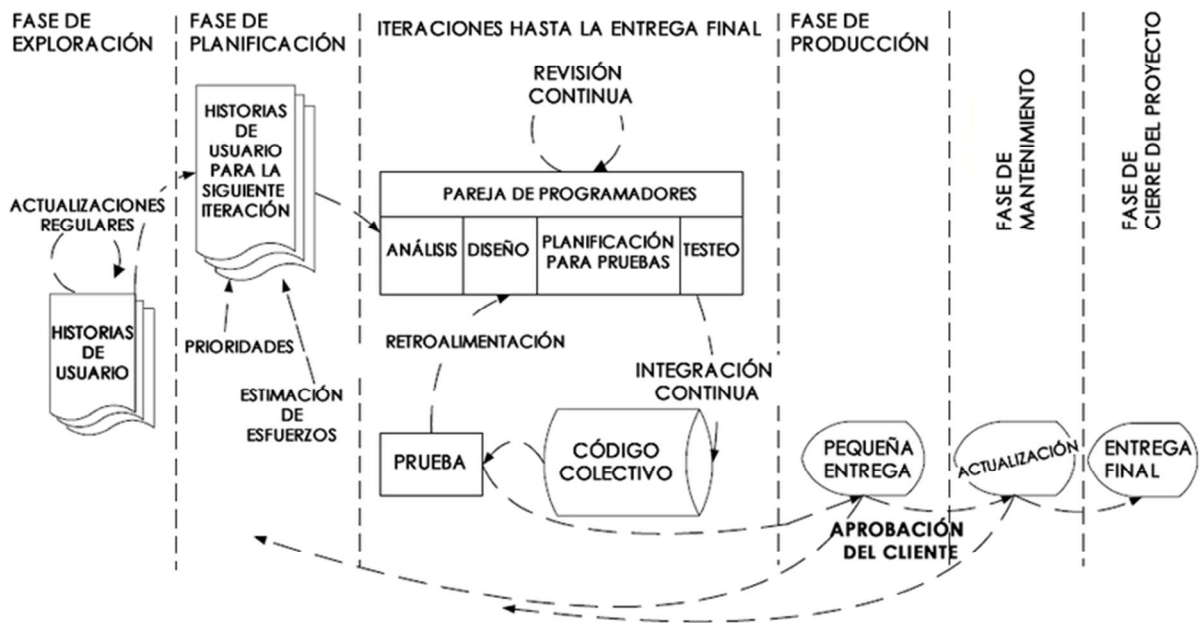 FASE DE
EXPLORACIÓN
FASE DE
PLANIFICACIÓN
ITERACIONES HASTA LA ENTREGA FINAL
FASE DE
PRODUCCIÓN
FASE DE
MANTENIMIENTO
FASE DE
CIERRE DEL PROYECTO
REVISIÓN
CONTINUA
HISTORIAS
DE
USUARIO
PARA LA
SIGUIENTE
ITERACIÓN
ACTUALIZACIONES
REGULARES
PAREJA DE PROGRAMADORES
ANÁLISIS
DISEÑO
PLANIFICACIÓN
PARA PRUEBAS
TESTEO
HISTORIAS
DE
USUARIO
PRIORIDADES
ESTIMACIÓN
DE
ESFUERZOS
RETROALIMENTACIÓN
INTEGRACIÓN
CONTINUA
PRUEBA
CÓDIGO
COLECTIVO
PEQUEÑA
ENTREGA
ACTUALIZACIÓN
ENTREGA
FINAL
APROBACIÓN
DEL CLIENTE